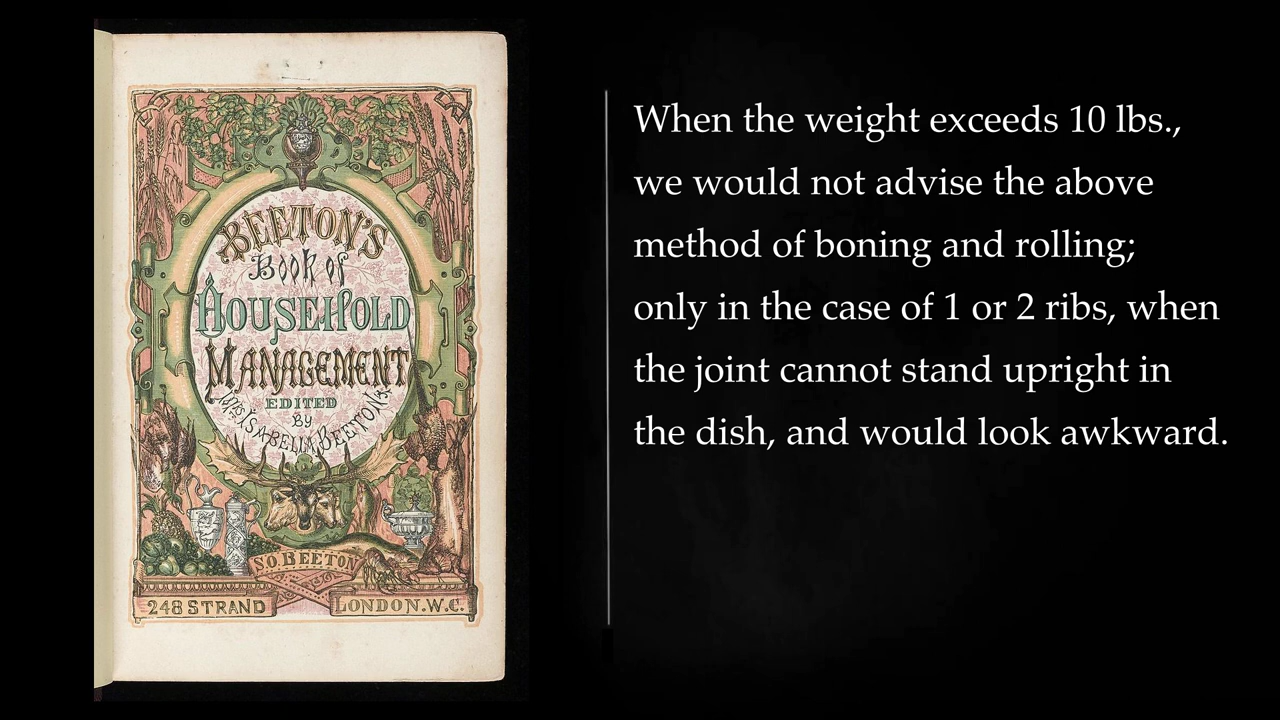 BEETON'S
Book of
HOUSEHOLD
MANAGEMENT
EDITED
BY
MRS ISABELLA BEETON
S.O. BEETON
248 STRAND
LONDON. W.C.
When the weight exceeds 10 lbs.,
we would not advise the above
method of boning and rolling;
only in the case of 1 or 2 ribs, when
the joint cannot stand upright in
the dish, and would look awkward.